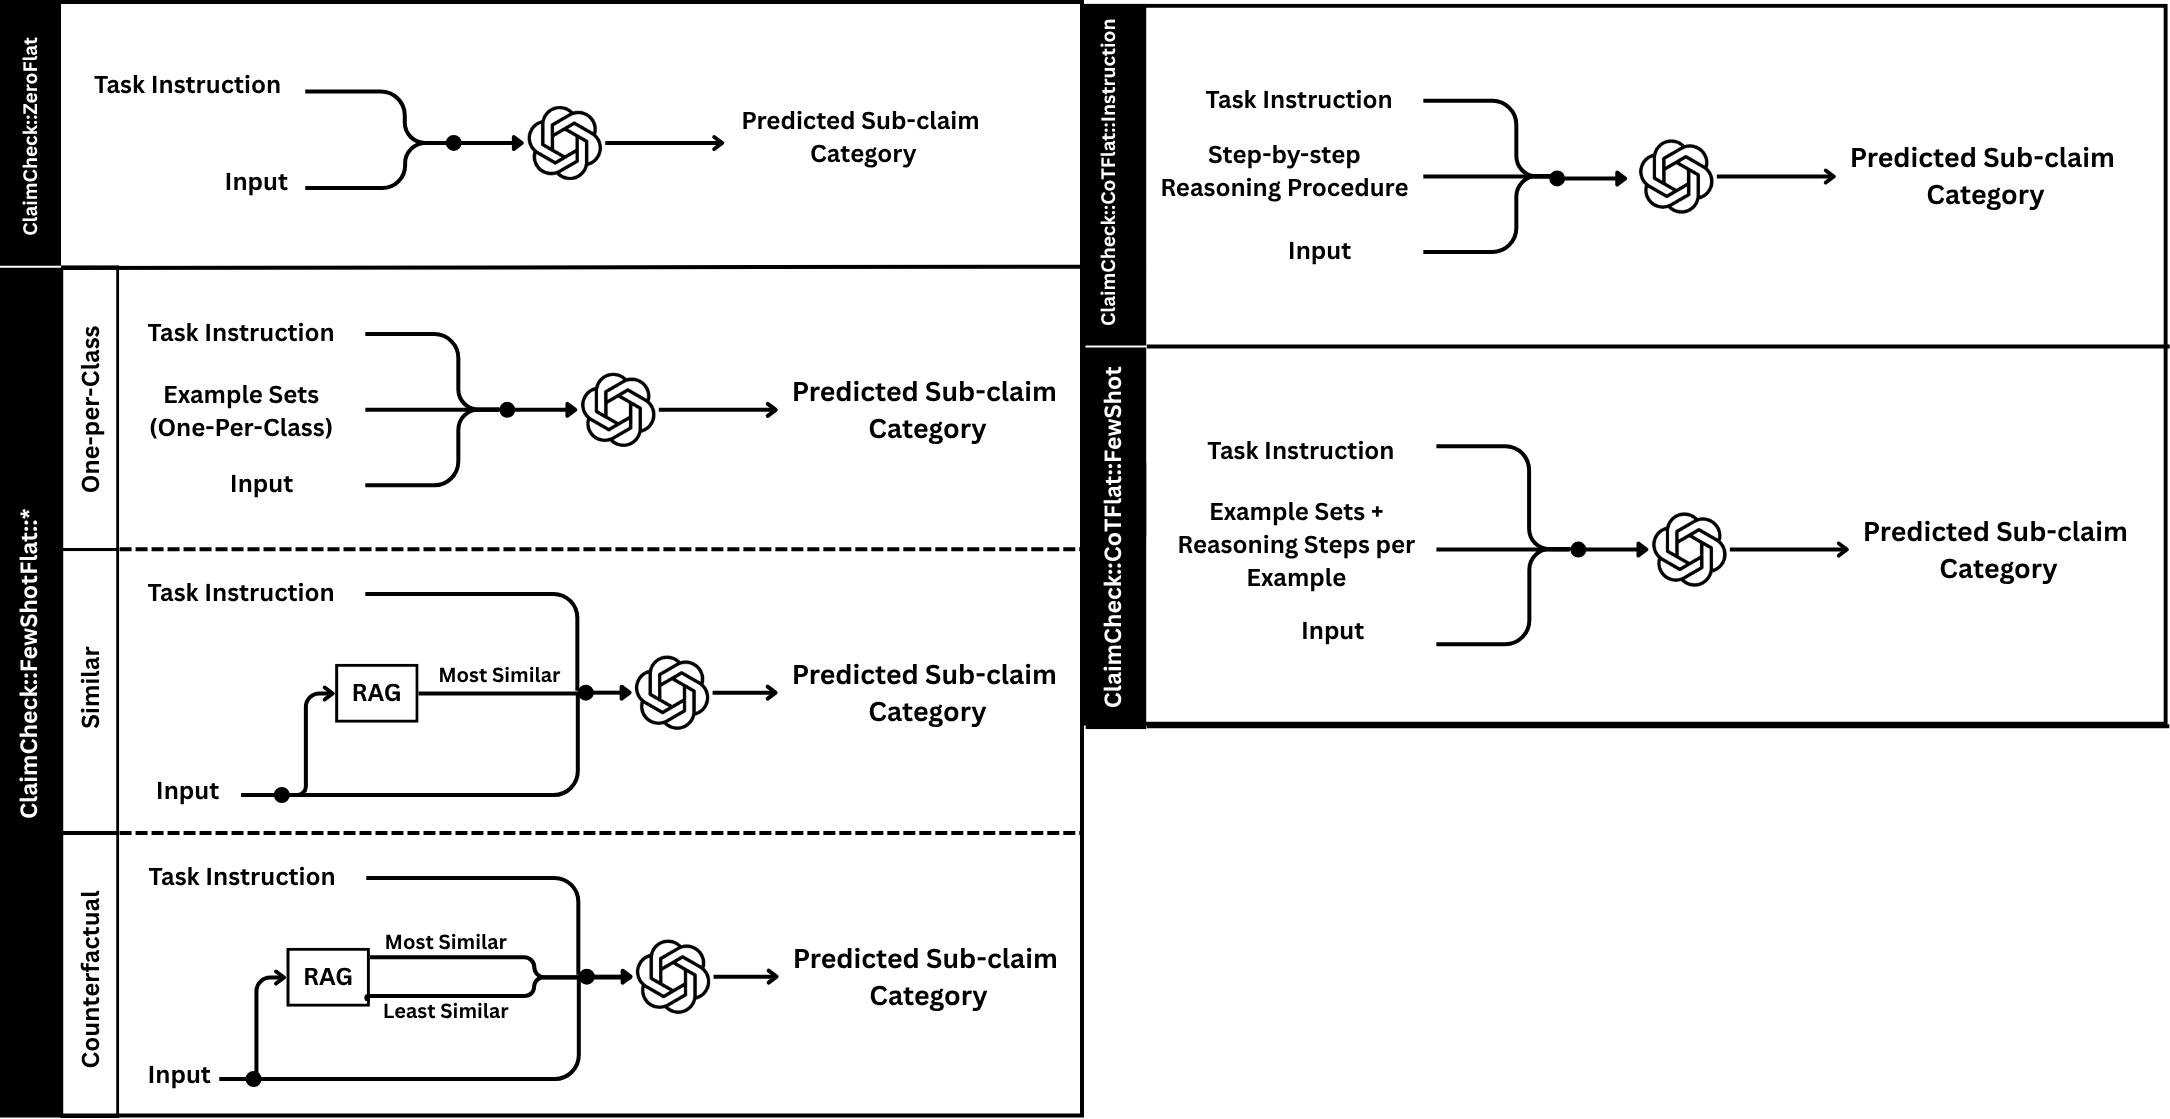 ClaimCheck::ZeroFlat
Task Instruction
Input
Predicted Sub-claim
Category
ClaimCheck::FewShotFlat::*
One-per-Class
Task Instruction
Example Sets
(One-Per-Class)
Input
Predicted Sub-claim
Category
Similar
Task Instruction
RAG
Most Similar
Input
Predicted Sub-claim
Category
Counterfactual
Task Instruction
RAG
Most Similar
Least Similar
Input
Predicted Sub-claim
Category
ClaimCheck::CoTFlat::Instruction
Task Instruction
Step-by-step
Reasoning Procedure
Input
Predicted Sub-claim
Category
ClaimCheck::CoTFlat::FewShot
Task Instruction
Example Sets +
Reasoning Steps per
Example
Input
Predicted Sub-claim
Category